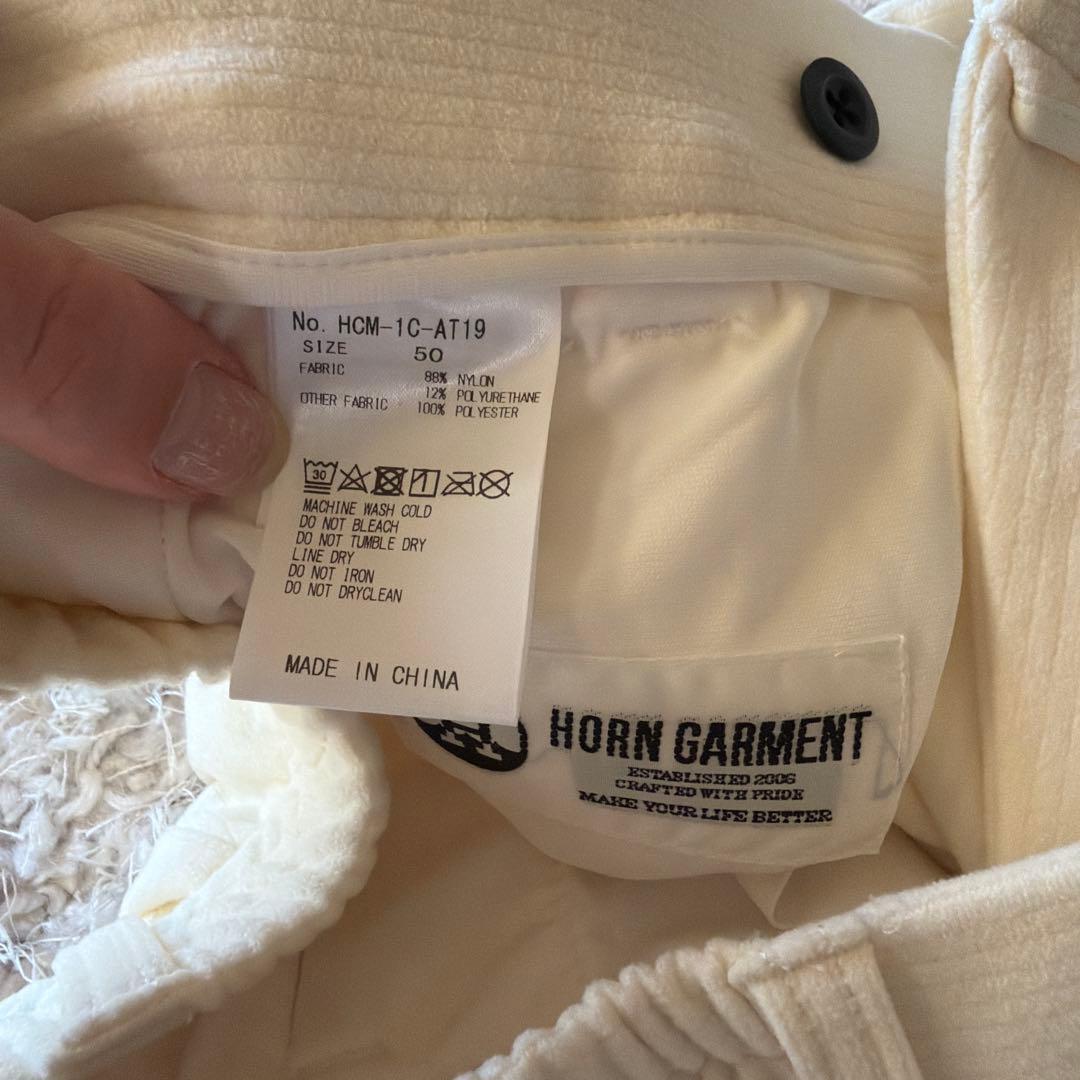 No. HCM-1C-AT19
SIZE 50
FABRIC 88% NYLON
12% POLYURETHANE
OTHER FABRIC 100% POLYESTER
30
MACHINE WASH COLD
DO NOT BLEACH
DO NOT TUMBLE DRY
LINE DRY
DO NOT IRON
DO NOT DRYCLEAN
MADE IN CHINA
HORN GARMENT
ESTABLISHED 2006
CRAFTED WITH PRIDE
MAKE YOUR LIFE BETTER